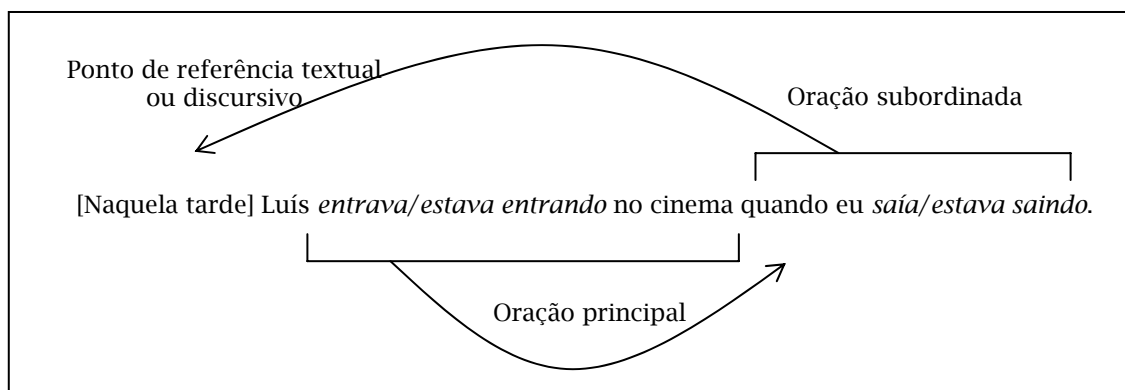 Ponto de referência textual
ou discursivo
Oração subordinada
[Naquela tarde] Luís entrava/estava entrando no cinema quando eu saía/estava saindo.
Oração principal